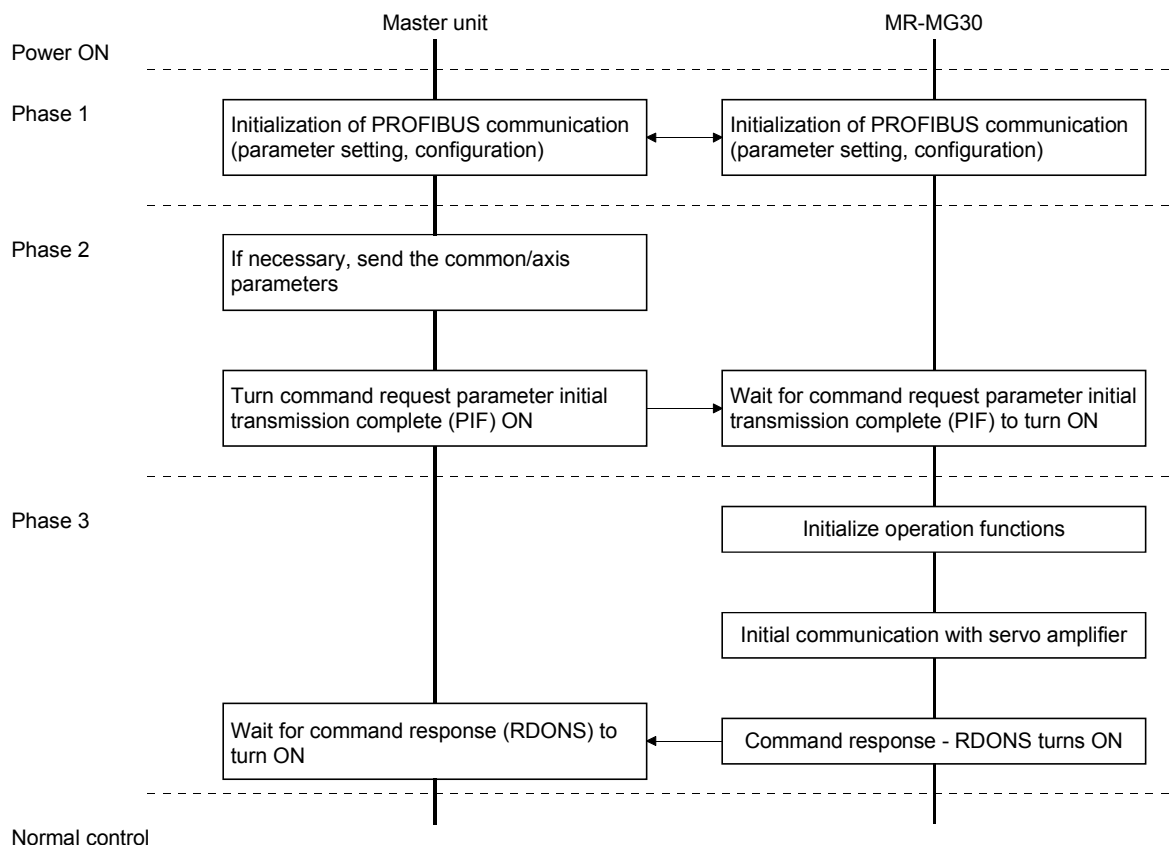 Master unit
MR-MG30
Power ON
Phase 1
Initialization of PROFIBUS communication
(parameter setting, configuration)
Initialization of PROFIBUS communication
(parameter setting, configuration)
Phase 2
If necessary, send the common/axis
parameters
Turn command request parameter initial
transmission complete (PIF) ON
Wait for command request parameter initial
transmission complete (PIF) to turn ON
Phase 3
Initialize operation functions
Initial communication with servo amplifier
Wait for command response (RDONS) to
turn ON
Command response - RDONS turns ON
Normal control